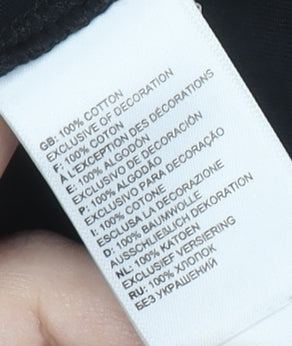 GB: 100% COTTON
EXCLUSIVE OF DECORATION
F: 100% COTON
À L'EXCEPTION DES DÉCORATIONS
E: 100% ALGODÓN
EXCLUSIVO DE DECORACIÓN
P: 100% ALGODÃO
EXCLUSIVO PARA DECORAÇÃO
I: 100% COTONE
ESCLUSA LA DECORAZIONE
D: 100% BAUMWOLLE
AUSSCHLIEßLICH DEKORATION
NL: 100% KATOEN
EXCLUSIEF VERSIERING
RU: 100% ХЛОПОК
БЕЗ УКРАШЕНИЙ